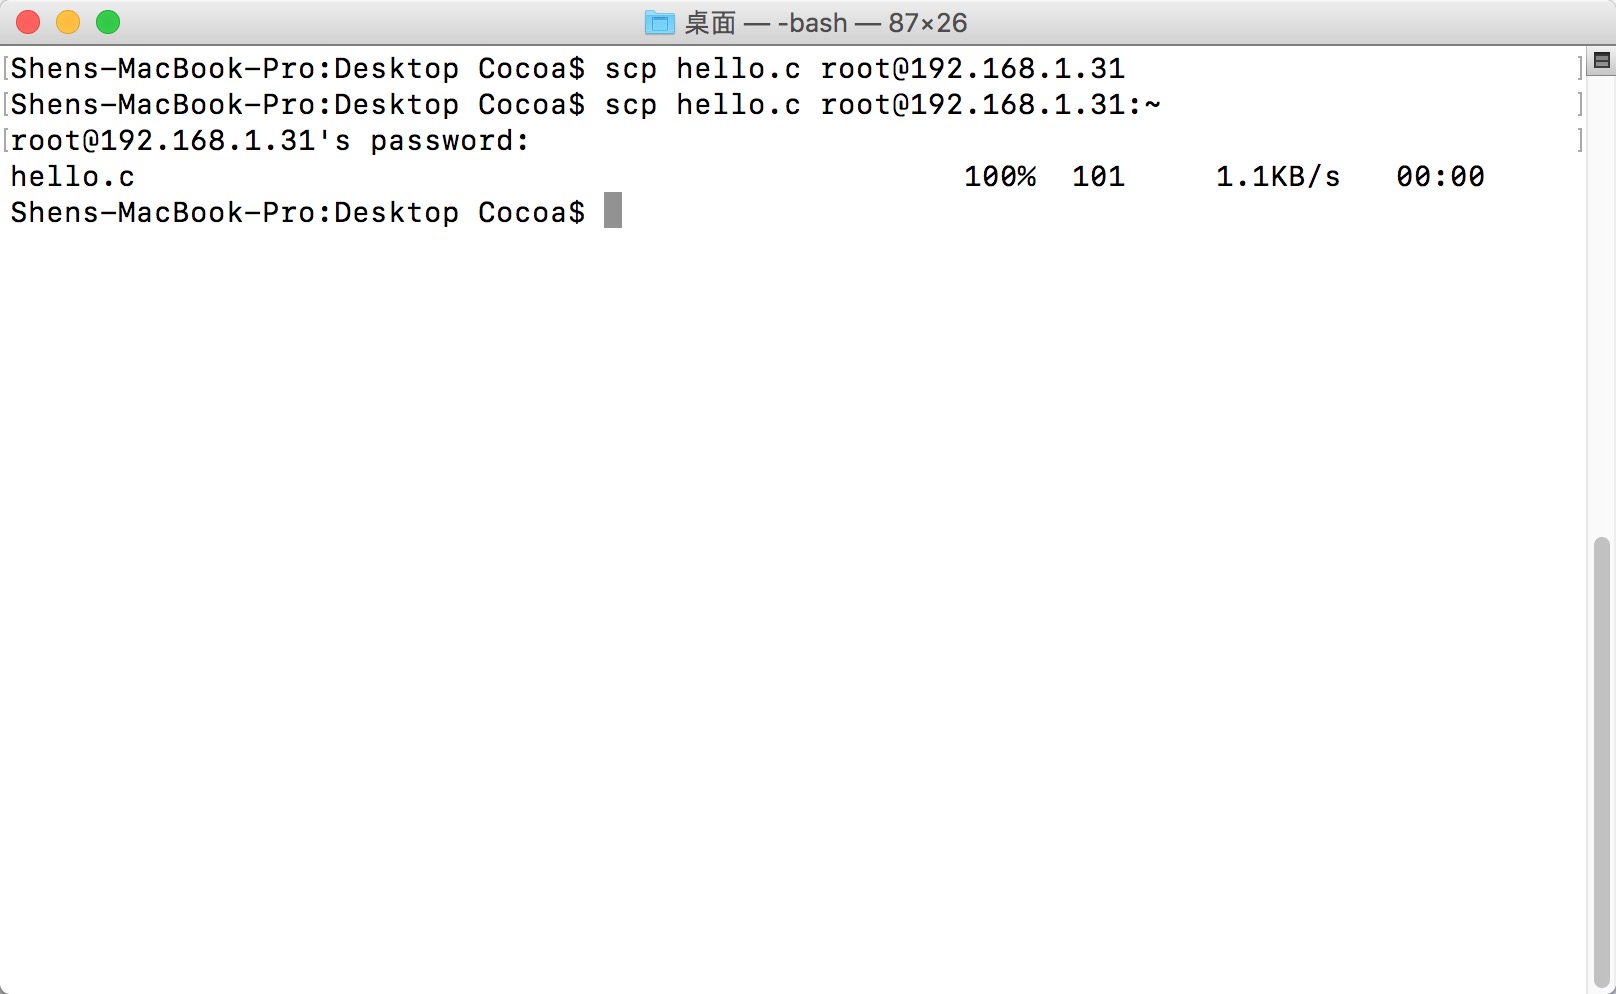 桌面 — -bash — 87×26
[Shens-MacBook-Pro:Desktop Cocoa$ scp hello.c root@192.168.1.31 ]
[Shens-MacBook-Pro:Desktop Cocoa$ scp hello.c root@192.168.1.31:~ ]
[root@192.168.1.31's password: ]
hello.c 100% 101 1.1KB/s 00:00
Shens-MacBook-Pro:Desktop Cocoa$